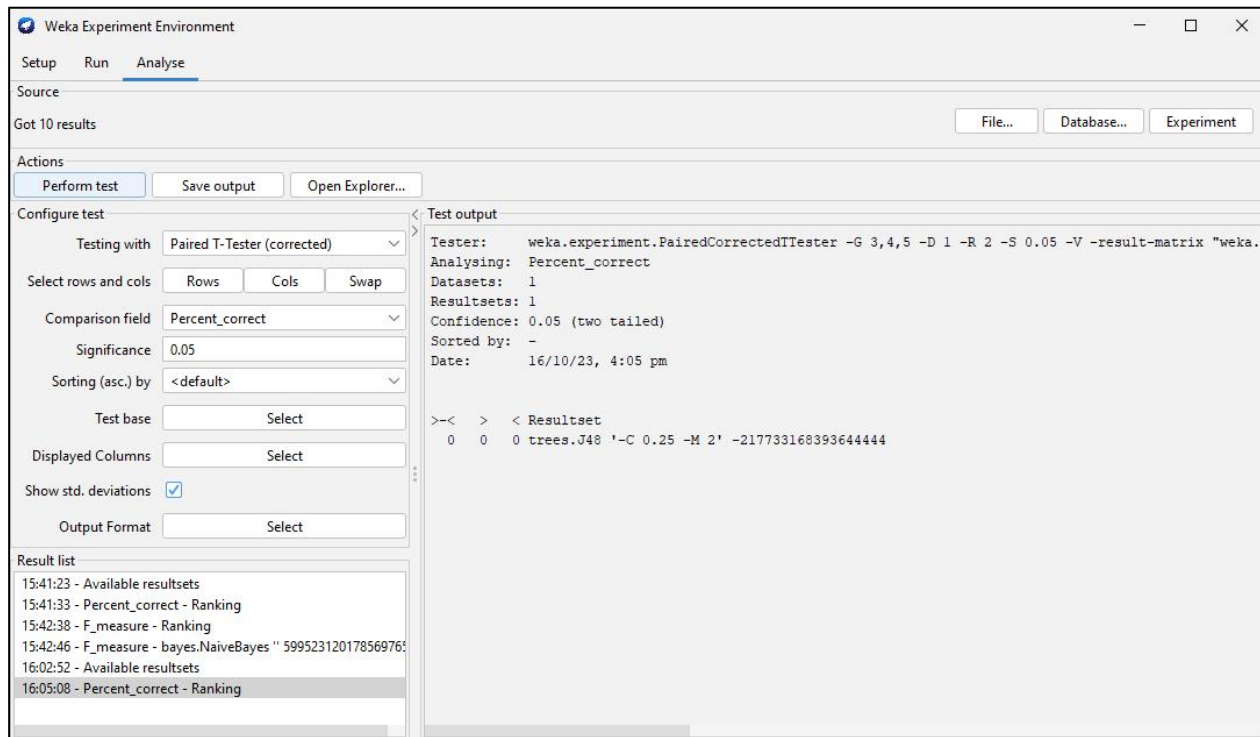 Weka Experiment Environment
Setup Run Analyse
Source
Got 10 results
File... Database... Experiment
Actions
Perform test Save output Open Explorer...
Configure test
Testing with Paired T-Tester (corrected)
Select rows and cols Rows Cols Swap
Comparison field Percent_correct
Significance 0.05
Sorting (asc.) by <default>
Test base Select
Displayed Columns Select
Show std. deviations
Output Format Select
Result list
15:41:23 - Available resultsets
15:41:33 - Percent_correct - Ranking
15:42:38 - F_measure - Ranking
15:42:46 - F_measure - bayes.NaiveBayes '' 599523120178569765
16:02:52 - Available resultsets
16:05:08 - Percent_correct - Ranking
Test output
Tester: weka.experiment.PairedCorrectedTTester -G 3,4,5 -D 1 -R 2 -S 0.05 -V -result-matrix "weka.
Analysing: Percent_correct
Datasets: 1
Resultsets: 1
Confidence: 0.05 (two tailed)
Sorted by: -
Date: 16/10/23, 4:05 pm
>-< > < Resultset
0 0 0 trees.J48 '-C 0.25 -M 2' -217733168393644444